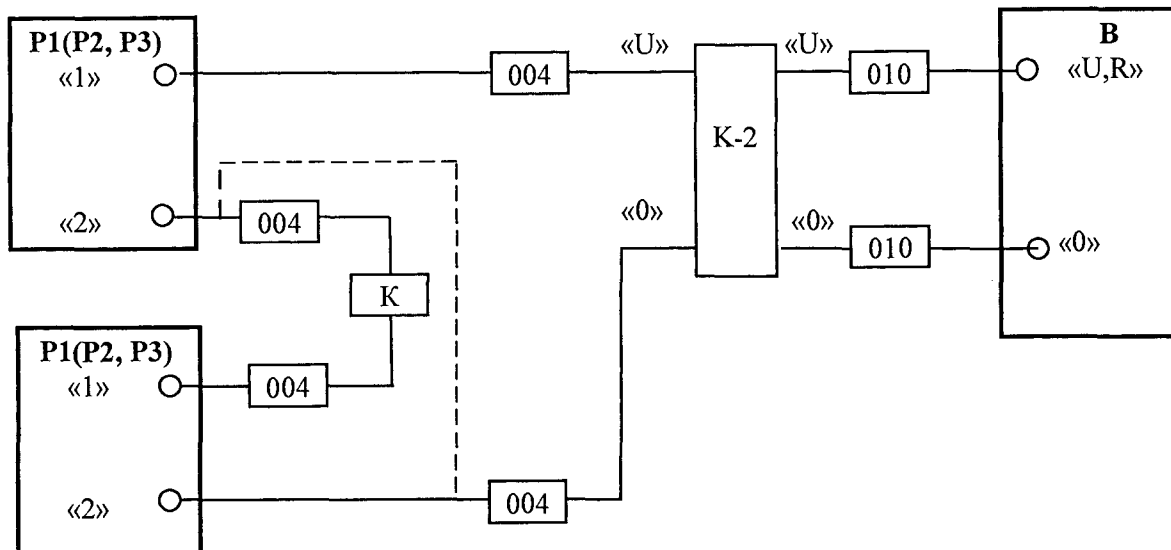 P1(P2, P3)
«1»
«2»
004
«U»
K-2
«U»
010
B
«U,R»
004
«0»
«0»
010
«0»
K
P1(P2, P3)
«1»
004
«2»
004